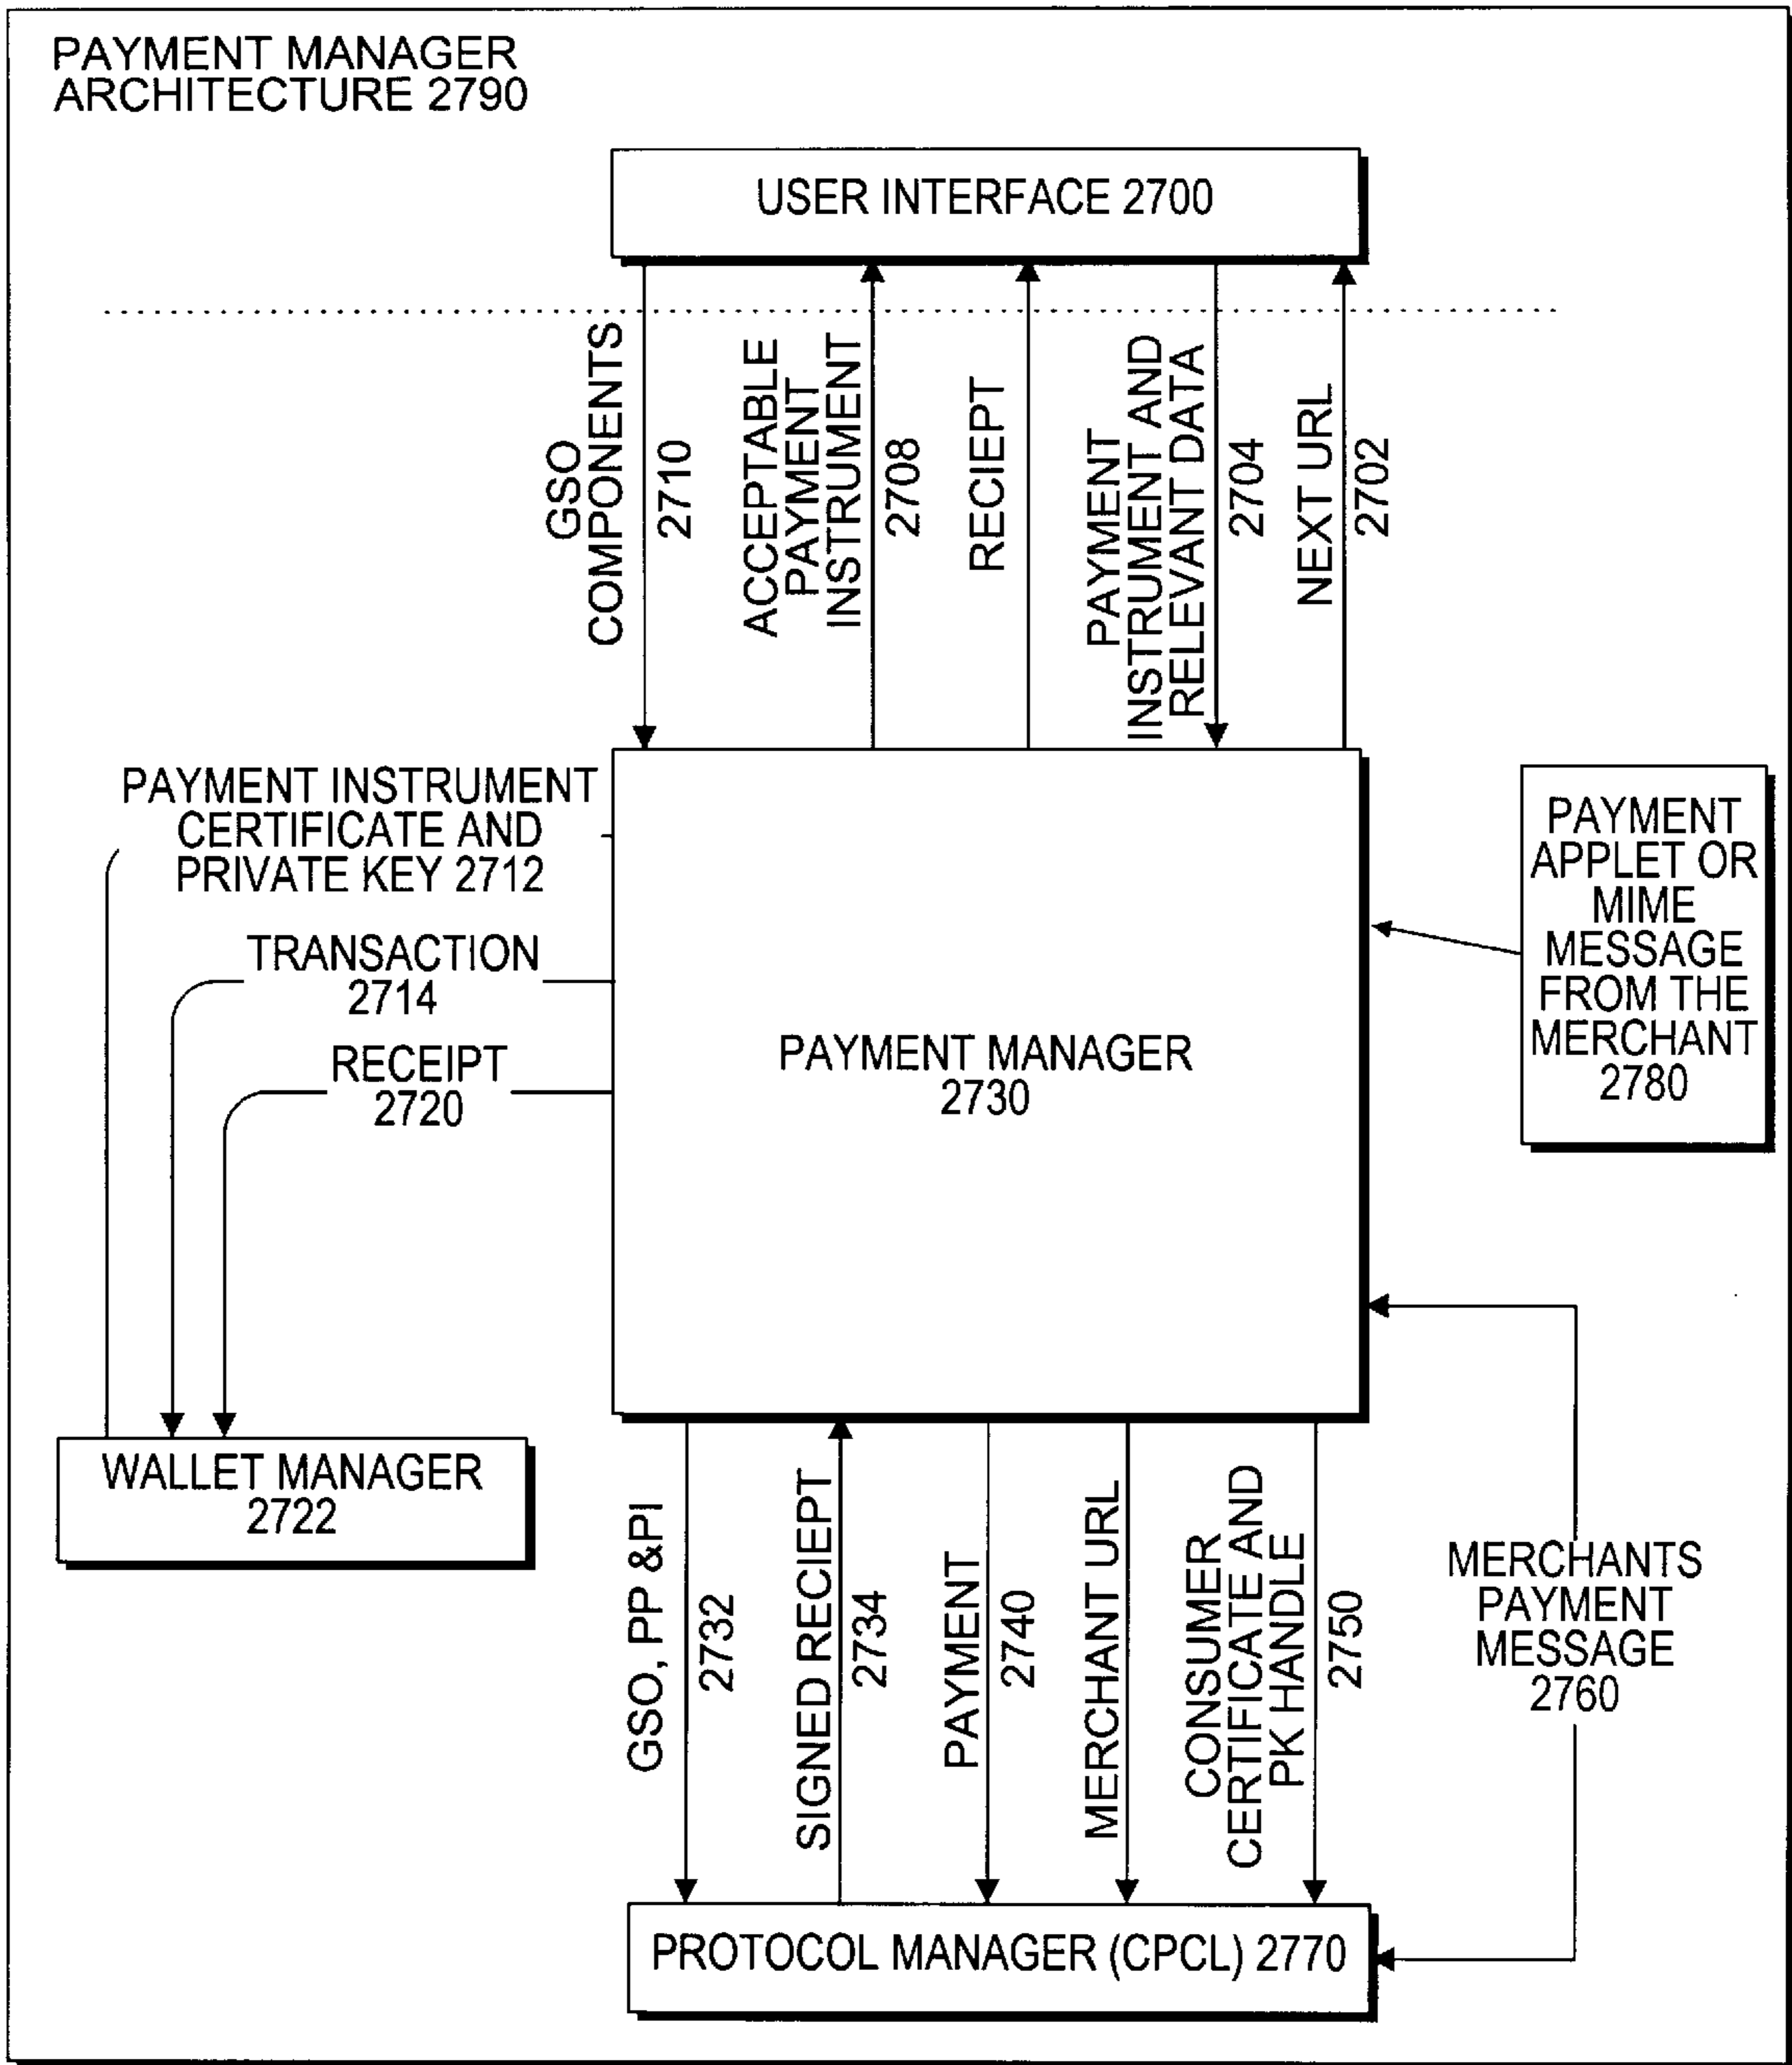 PAYMENT MANAGER
ARCHITECTURE 2790
USER INTERFACE 2700
GSO
COMPONENTS
2710
ACCEPTABLE
PAYMENT
INSTRUMENT
2708
RECIEPT
PAYMENT
INSTRUMENT AND
RELEVANT DATA
2704
NEXT URL
2702
PAYMENT INSTRUMENT
CERTIFICATE AND
PRIVATE KEY 2712
TRANSACTION
2714
RECEIPT
2720
PAYMENT MANAGER
2730
PAYMENT
APPLET OR
MIME
MESSAGE
FROM THE
MERCHANT
2780
WALLET MANAGER
2722
GSO, PP &PI
2732
SIGNED RECIEPT
2734
PAYMENT
2740
MERCHANT URL
CONSUMER
CERTIFICATE AND
PK HANDLE
2750
MERCHANTS
PAYMENT
MESSAGE
2760
PROTOCOL MANAGER (CPCL) 2770